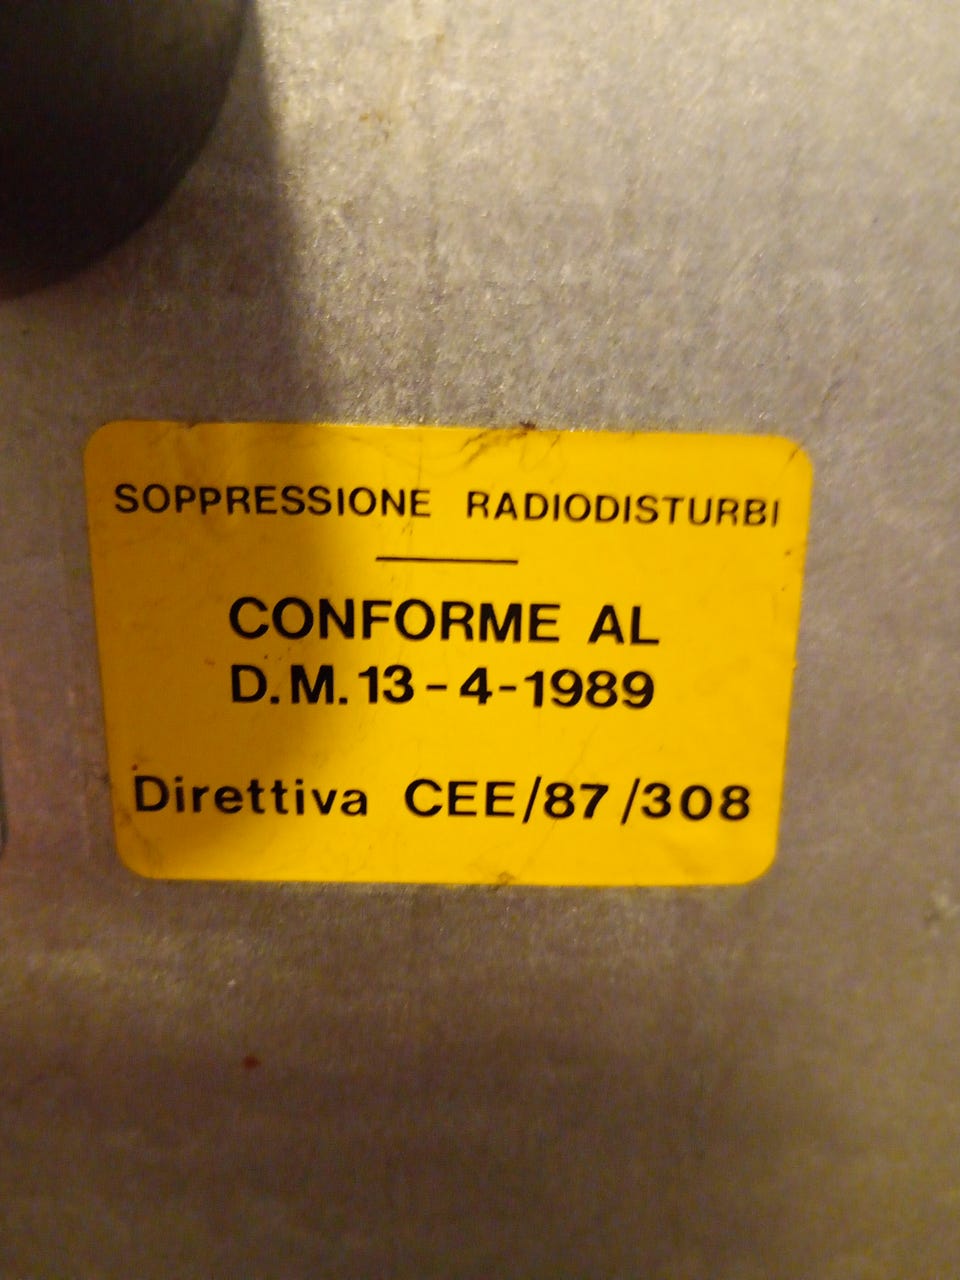 SOPPRESSIONE RADIODISTURBI
CONFORME AL
D.M. 13-4-1989
Direttiva CEE/87/308